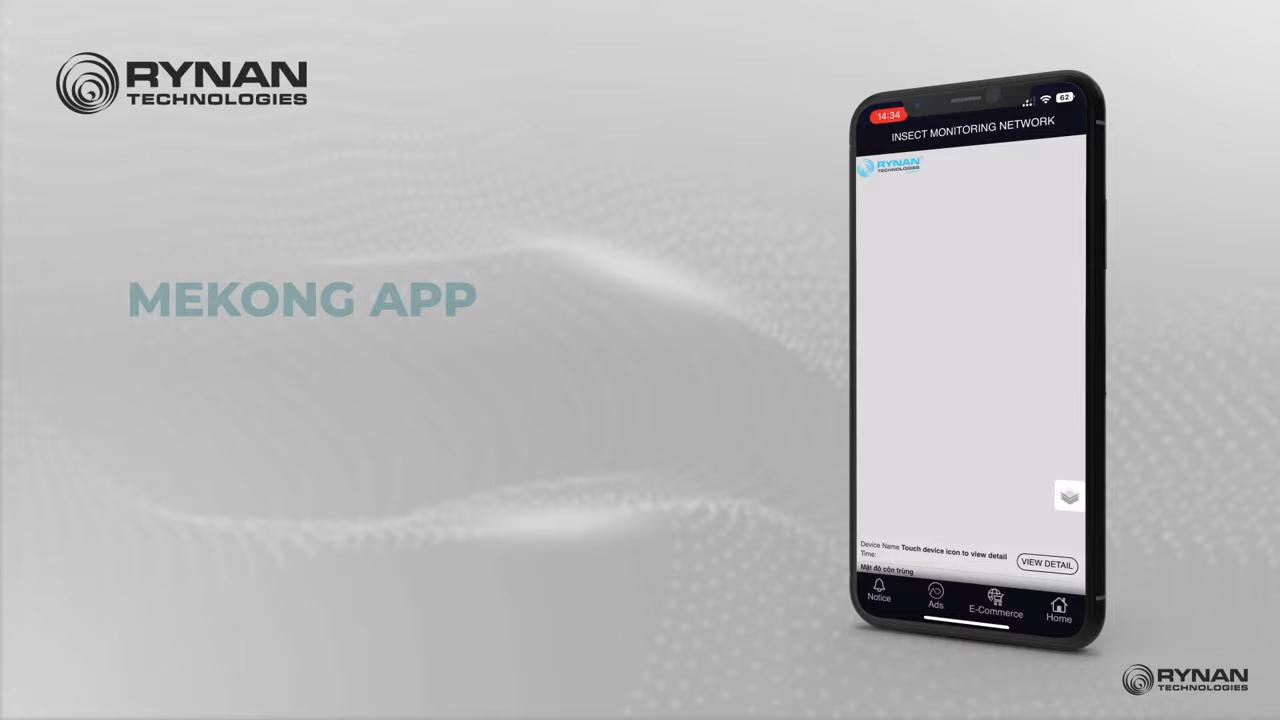 RYNAN
TECHNOLOGIES
MEKONG APP
14:34
62
INSECT MONITORING NETWORK
RYNAN
TECHNOLOGIES
Device Name Touch device icon to view detail
Time:
VIEW DETAIL
Mật độ côn trùng
Notice
Ads
E-Commerce
Home
RYNAN
TECHNOLOGIES